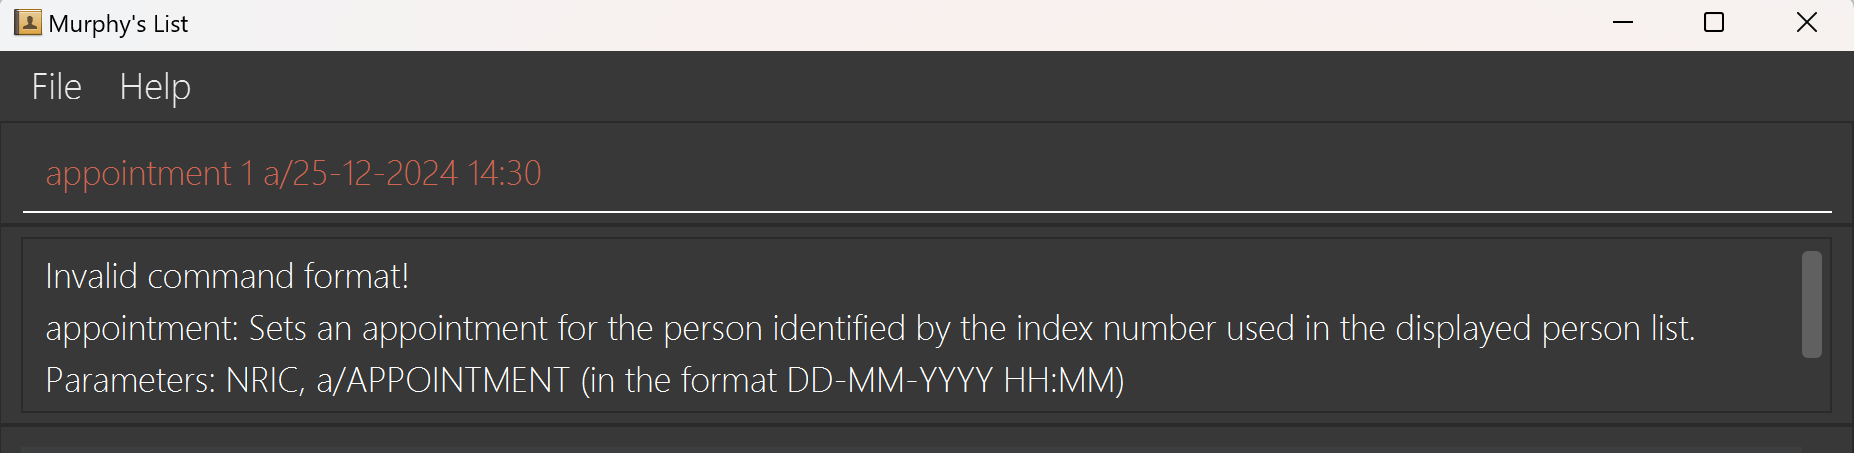 Murphy's List
File Help
appointment 1 a/25-12-2024 14:30
Invalid command format!
appointment: Sets an appointment for the person identified by the index number used in the displayed person list.
Parameters: NRIC, a/APPOINTMENT (in the format DD-MM-YYYY HH:MM)